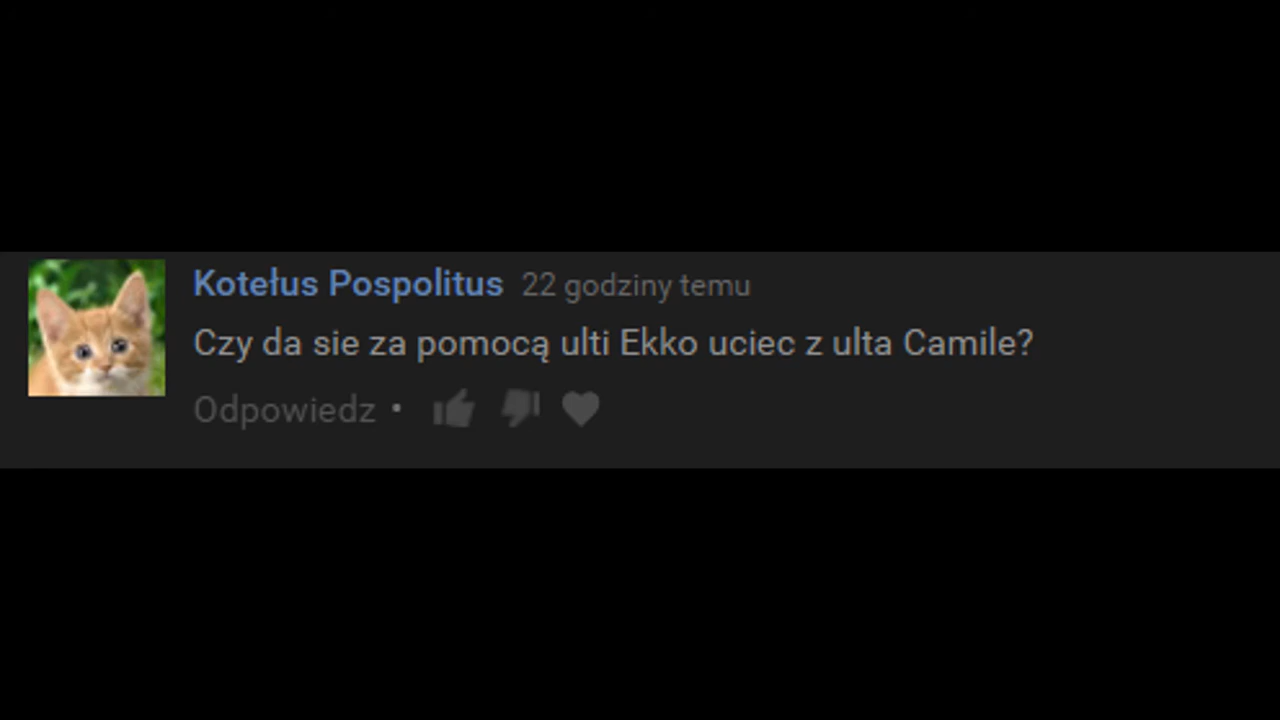 Kotełus Pospolitus 22 godziny temu
Czy da sie za pomocą ulti Ekko uciec z ulta Camile?
Odpowiedz •